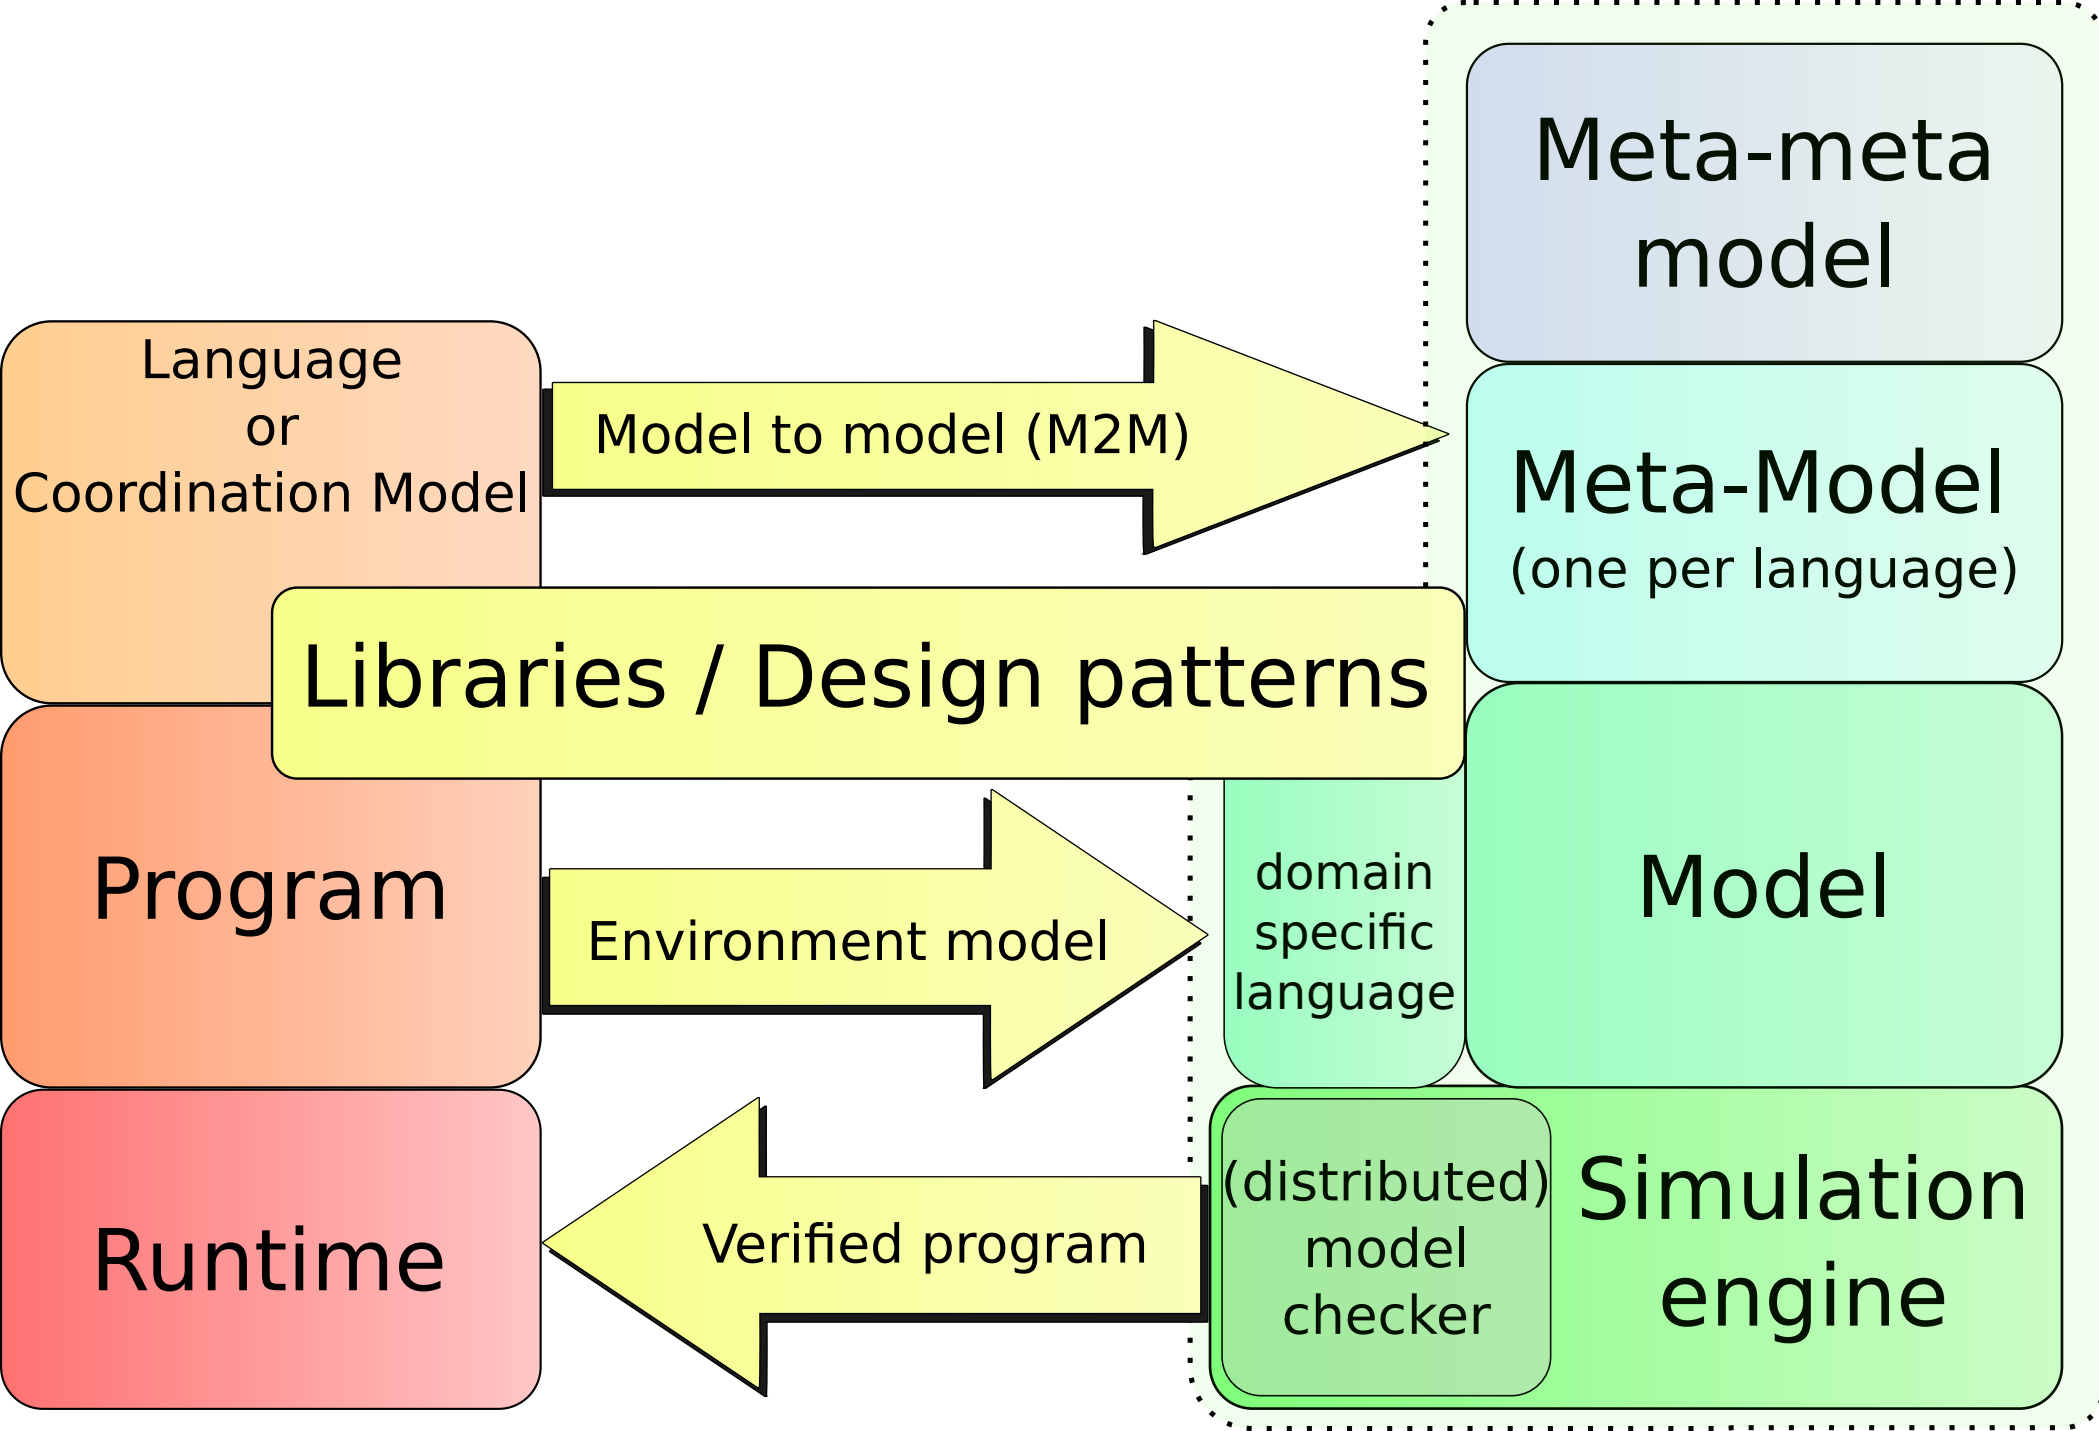 Meta-meta
model
Language
or
Coordination Model
Model to model (M2M)
Meta-Model
(one per language)
Libraries / Design patterns
Program
Environment model
domain
specific
language
Model
Runtime
Verified program
(distributed)
model
checker
Simulation
engine